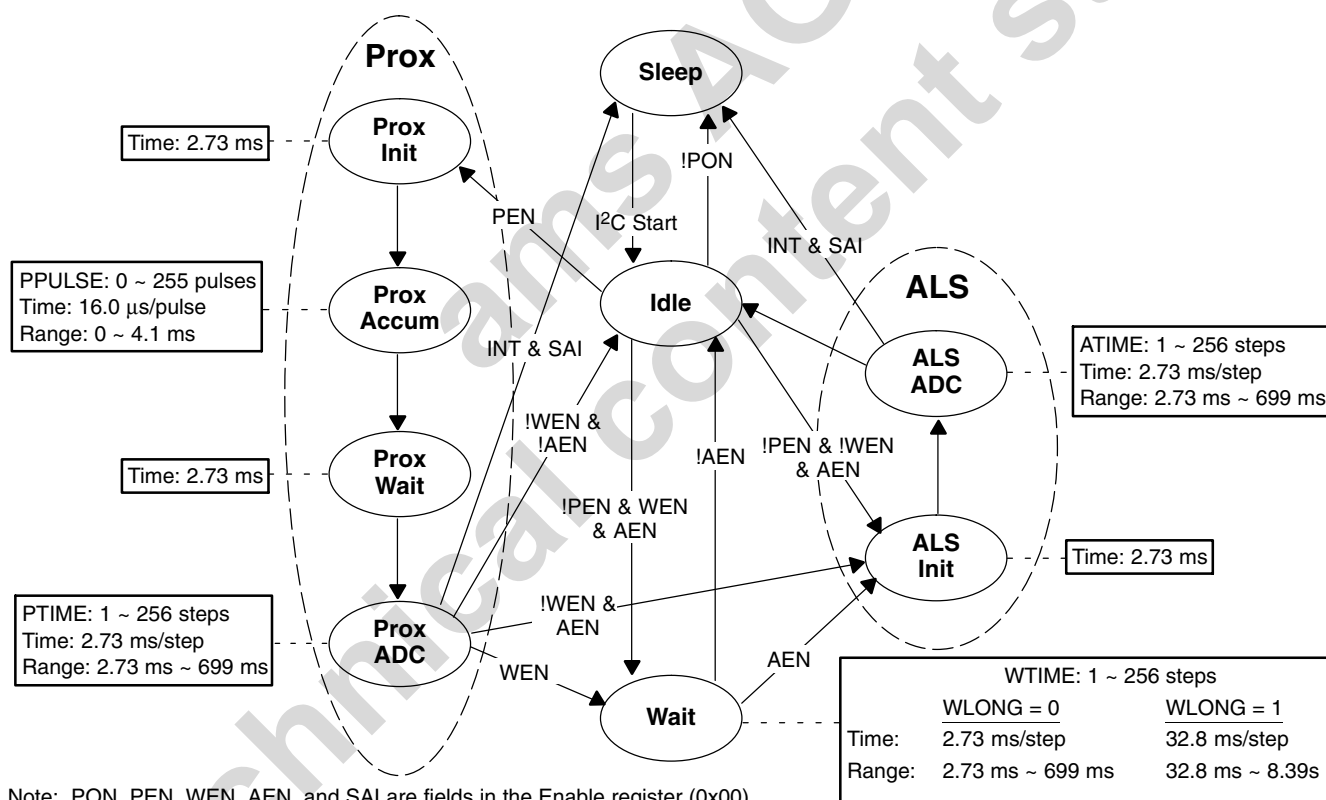 Prox
Sleep
Prox
Init
Time: 2.73 ms
!PON
PEN
I²C Start
INT & SAI
PPULSE: 0 ~ 255 pulses
Time: 16.0 μs/pulse
Range: 0 ~ 4.1 ms
Prox
Accum
Idle
ALS
INT & SAI
ALS
ADC
ATIME: 1 ~ 256 steps
Time: 2.73 ms/step
Range: 2.73 ms ~ 699 ms
!WEN &
!AEN
!AEN
!PEN & !WEN
& AEN
Time: 2.73 ms
Prox
Wait
!PEN & WEN
& AEN
ALS
Init
Time: 2.73 ms
PTIME: 1 ~ 256 steps
Time: 2.73 ms/step
Range: 2.73 ms ~ 699 ms
Prox
ADC
!WEN &
AEN
WEN
AEN
Wait
WTIME: 1 ~ 256 steps
WLONG = 0 WLONG = 1
Time: 2.73 ms/step 32.8 ms/step
Range: 2.73 ms ~ 699 ms 32.8 ms ~ 8.39s
Note: PON, PEN, WEN, AEN, and SAI are fields in the Enable register (0x00).
ams
content